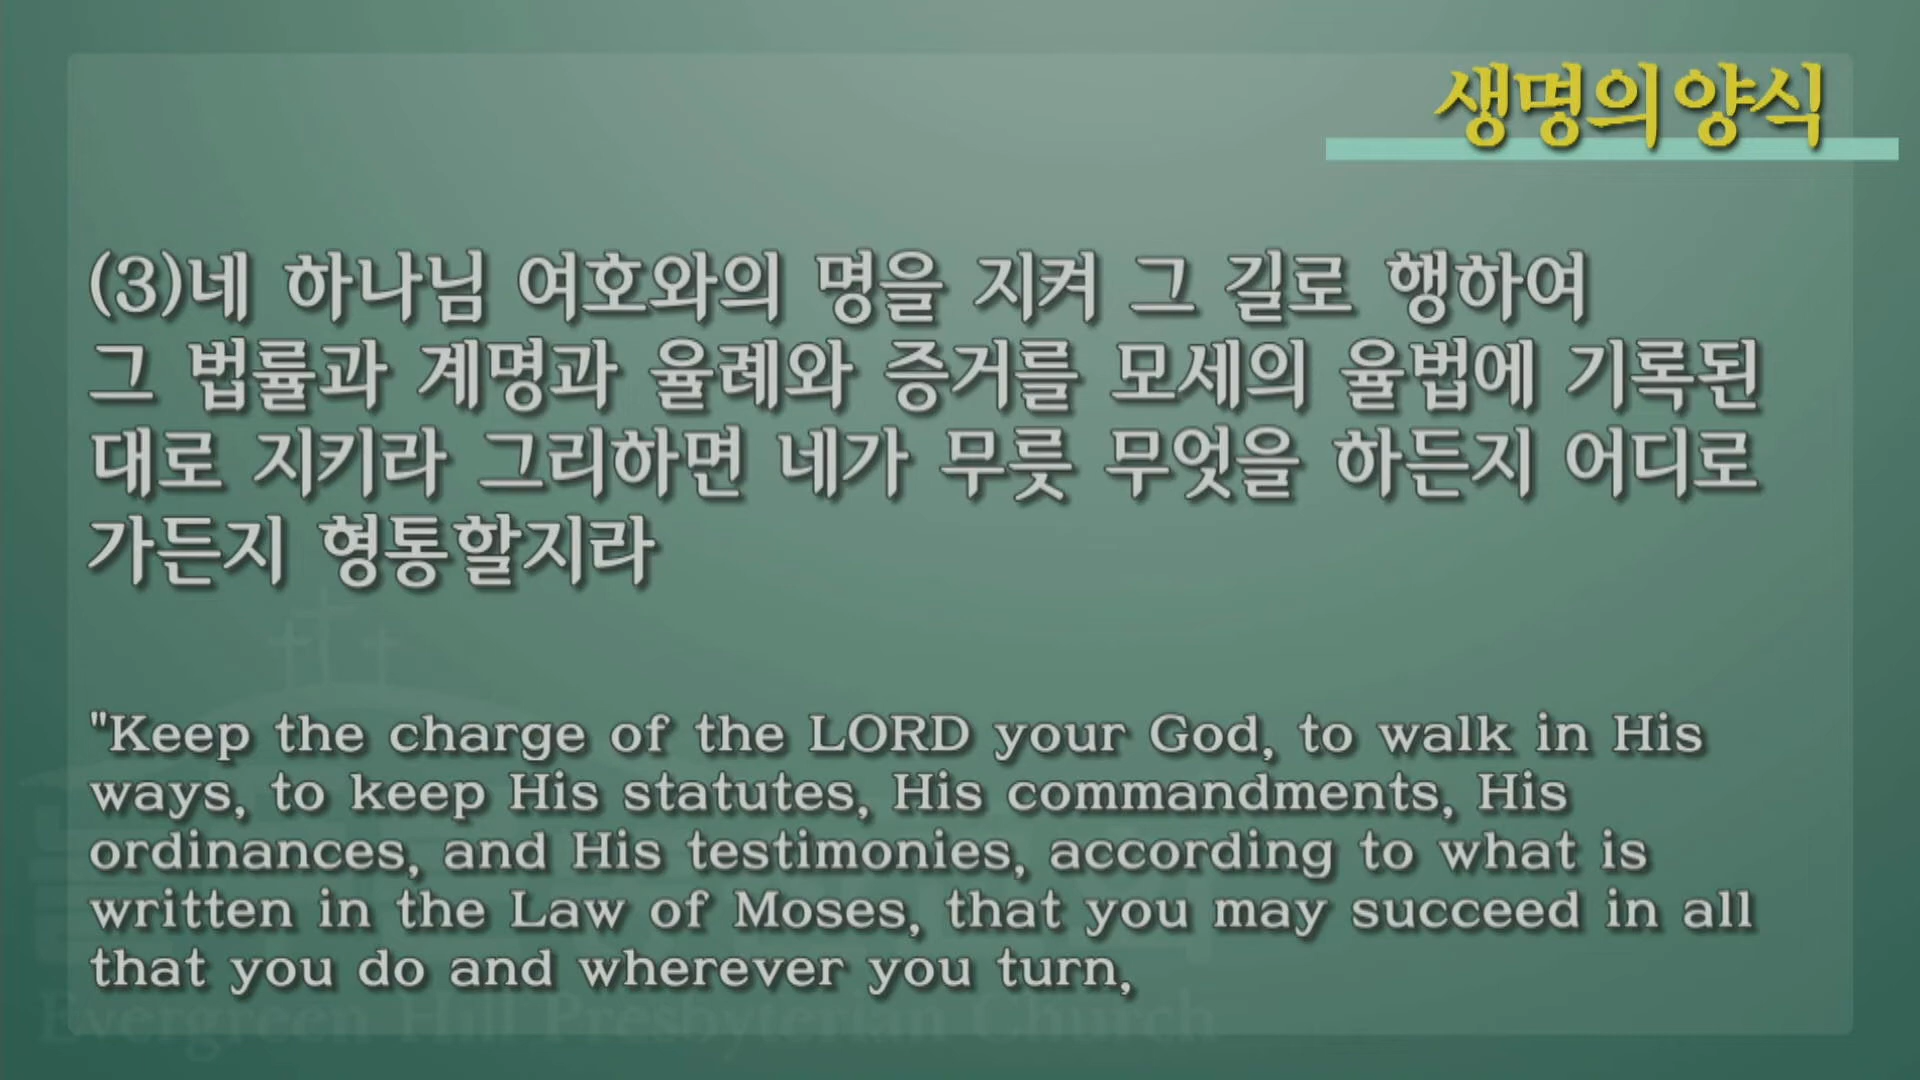 생명의 양식
(3)네 하나님 여호와의 명을 지켜 그 길로 행하여
그 법률과 계명과 율례와 증거를 모세의 율법에 기록된
대로 지키라 그리하면 네가 무릇 무엇을 하든지 어디로
가든지 형통할지라
"Keep the charge of the LORD your God, to walk in His
ways, to keep His statutes, His commandments, His
ordinances, and His testimonies, according to what is
written in the Law of Moses, that you may succeed in all
that you do and wherever you turn,
Evergreen Hill Presbyterian Church